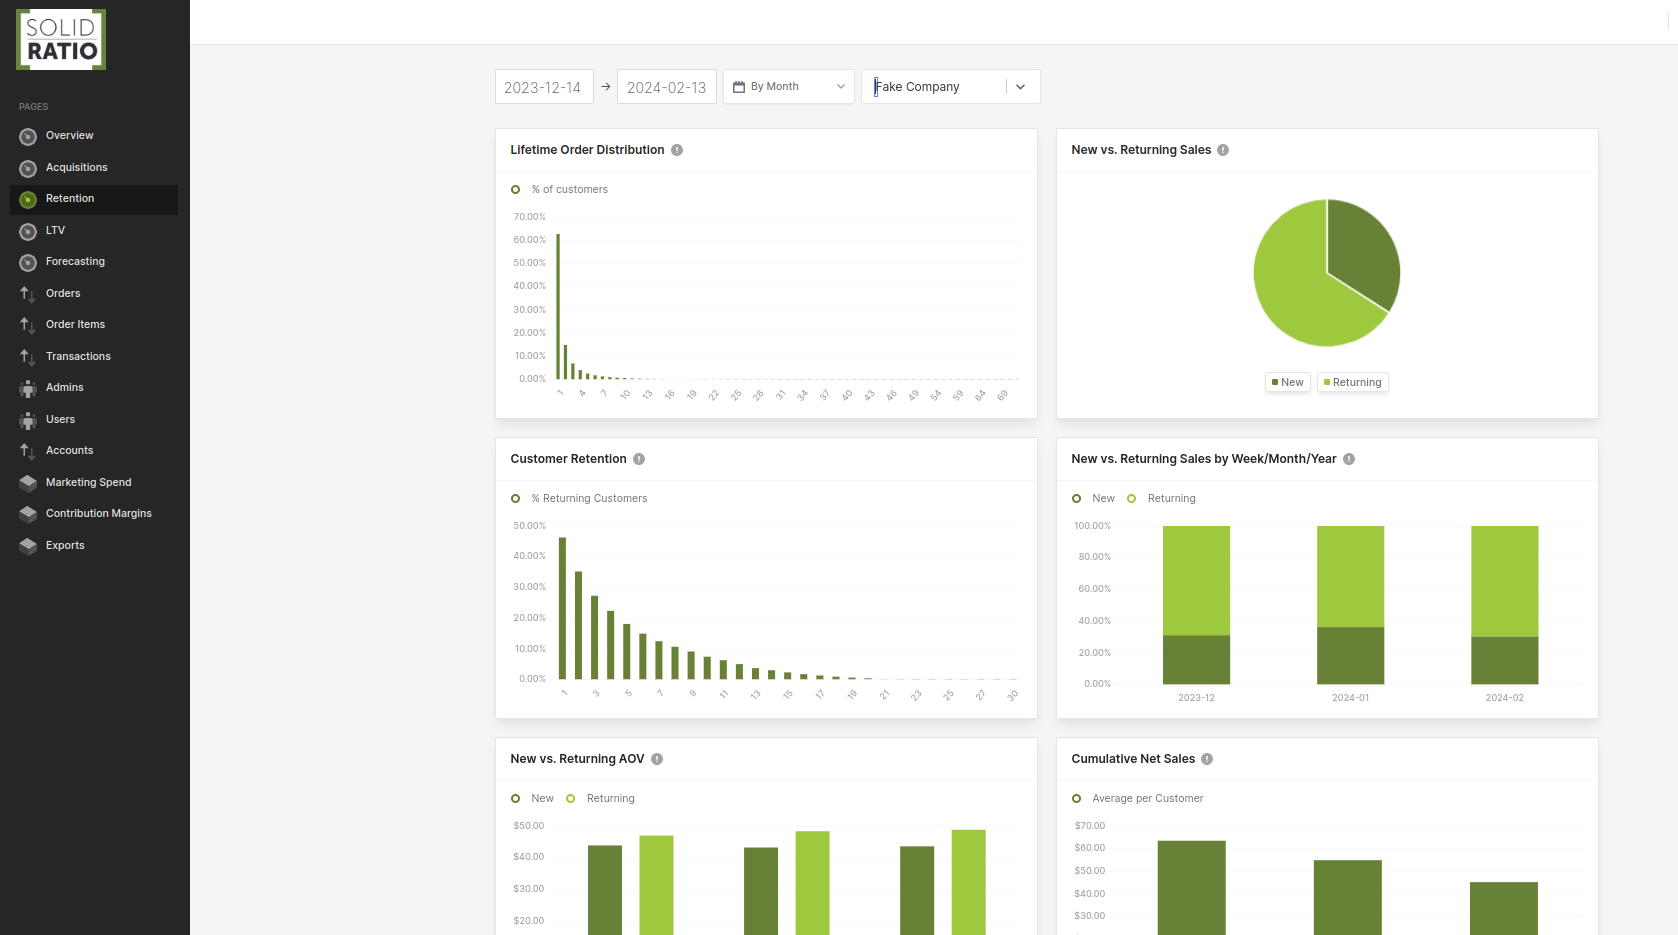 SOLID
RATIO
PAGES
Overview
Acquisitions
Retention
LTV
Forecasting
Orders
Order Items
Transactions
Admins
Users
Accounts
Marketing Spend
Contribution Margins
Exports
2023-12-14 → 2024-02-13 By Month Fake Company
Lifetime Order Distribution
% of customers
70.00%
60.00%
50.00%
40.00%
30.00%
20.00%
10.00%
0.00%
1 4 7 10 13 16 19 22 25 28 31 34 37 40 43 46 49 54 59 64 69
New vs. Returning Sales
New Returning
Customer Retention
% Returning Customers
50.00%
40.00%
30.00%
20.00%
10.00%
0.00%
1 3 5 7 9 11 13 15 17 19 21 23 25 27 30
New vs. Returning Sales by Week/Month/Year
New Returning
100.00%
80.00%
60.00%
40.00%
20.00%
0.00%
2023-12 2024-01 2024-02
New vs. Returning AOV
New Returning
$50.00
$40.00
$30.00
$20.00
Cumulative Net Sales
Average per Customer
$70.00
$60.00
$50.00
$40.00
$30.00